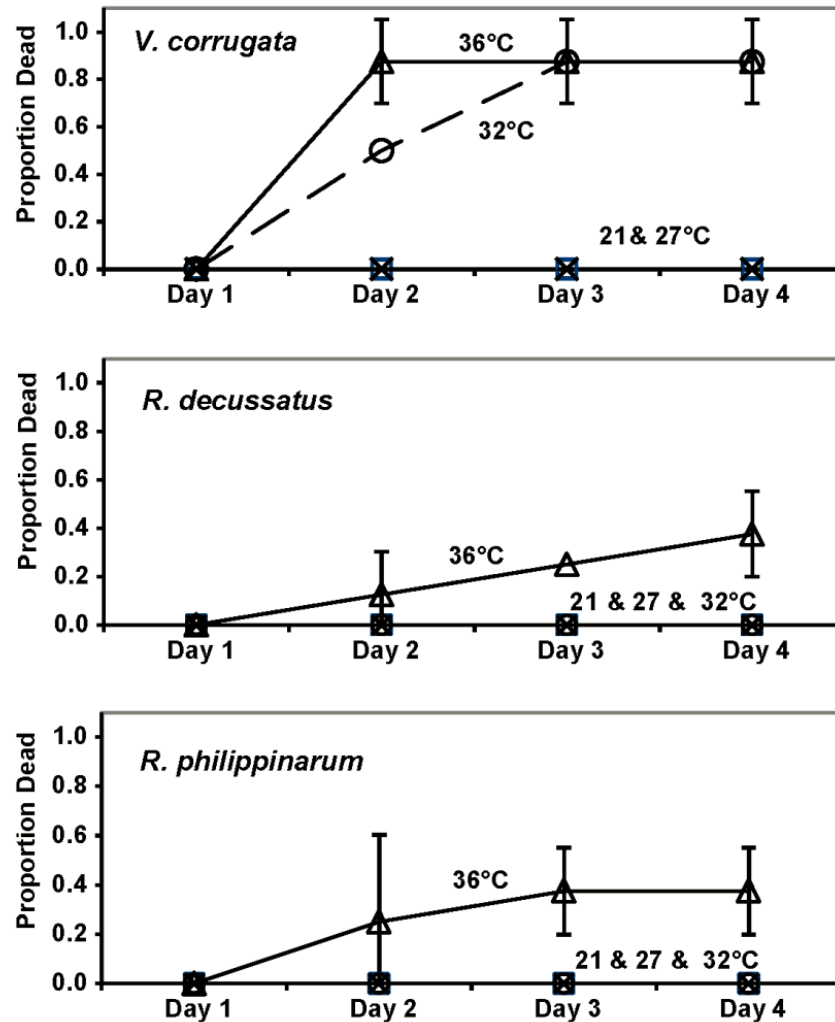 V. corrugata
Proportion Dead
1.0
0.8
0.6
0.4
0.2
0.0
36°C
32°C
21 & 27°C
Day 1 Day 2 Day 3 Day 4
R. decussatus
Proportion Dead
1.0
0.8
0.6
0.4
0.2
0.0
36°C
21 & 27 & 32°C
Day 1 Day 2 Day 3 Day 4
R. philippinarum
Proportion Dead
1.0
0.8
0.6
0.4
0.2
0.0
36°C
21 & 27 & 32°C
Day 1 Day 2 Day 3 Day 4